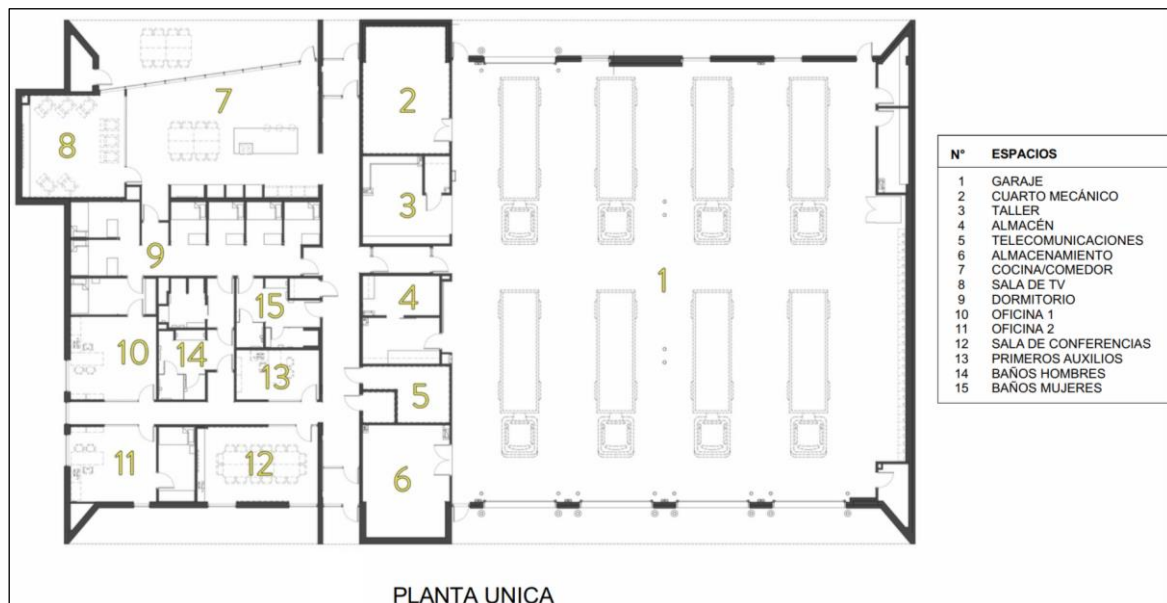 7
2
8
N° ESPACIOS
1 GARAJE
2 CUARTO MECÁNICO
3 TALLER
4 ALMACÉN
5 TELECOMUNICACIONES
6 ALMACENAMIENTO
7 COCINA/COMEDOR
8 SALA DE TV
9 DORMITORIO
10 OFICINA 1
11 OFICINA 2
12 SALA DE CONFERENCIAS
13 PRIMEROS AUXILIOS
14 BAÑOS HOMBRES
15 BAÑOS MUJERES
3
9
1
15
4
10
14
13
5
11
12
6
PLANTA UNICA